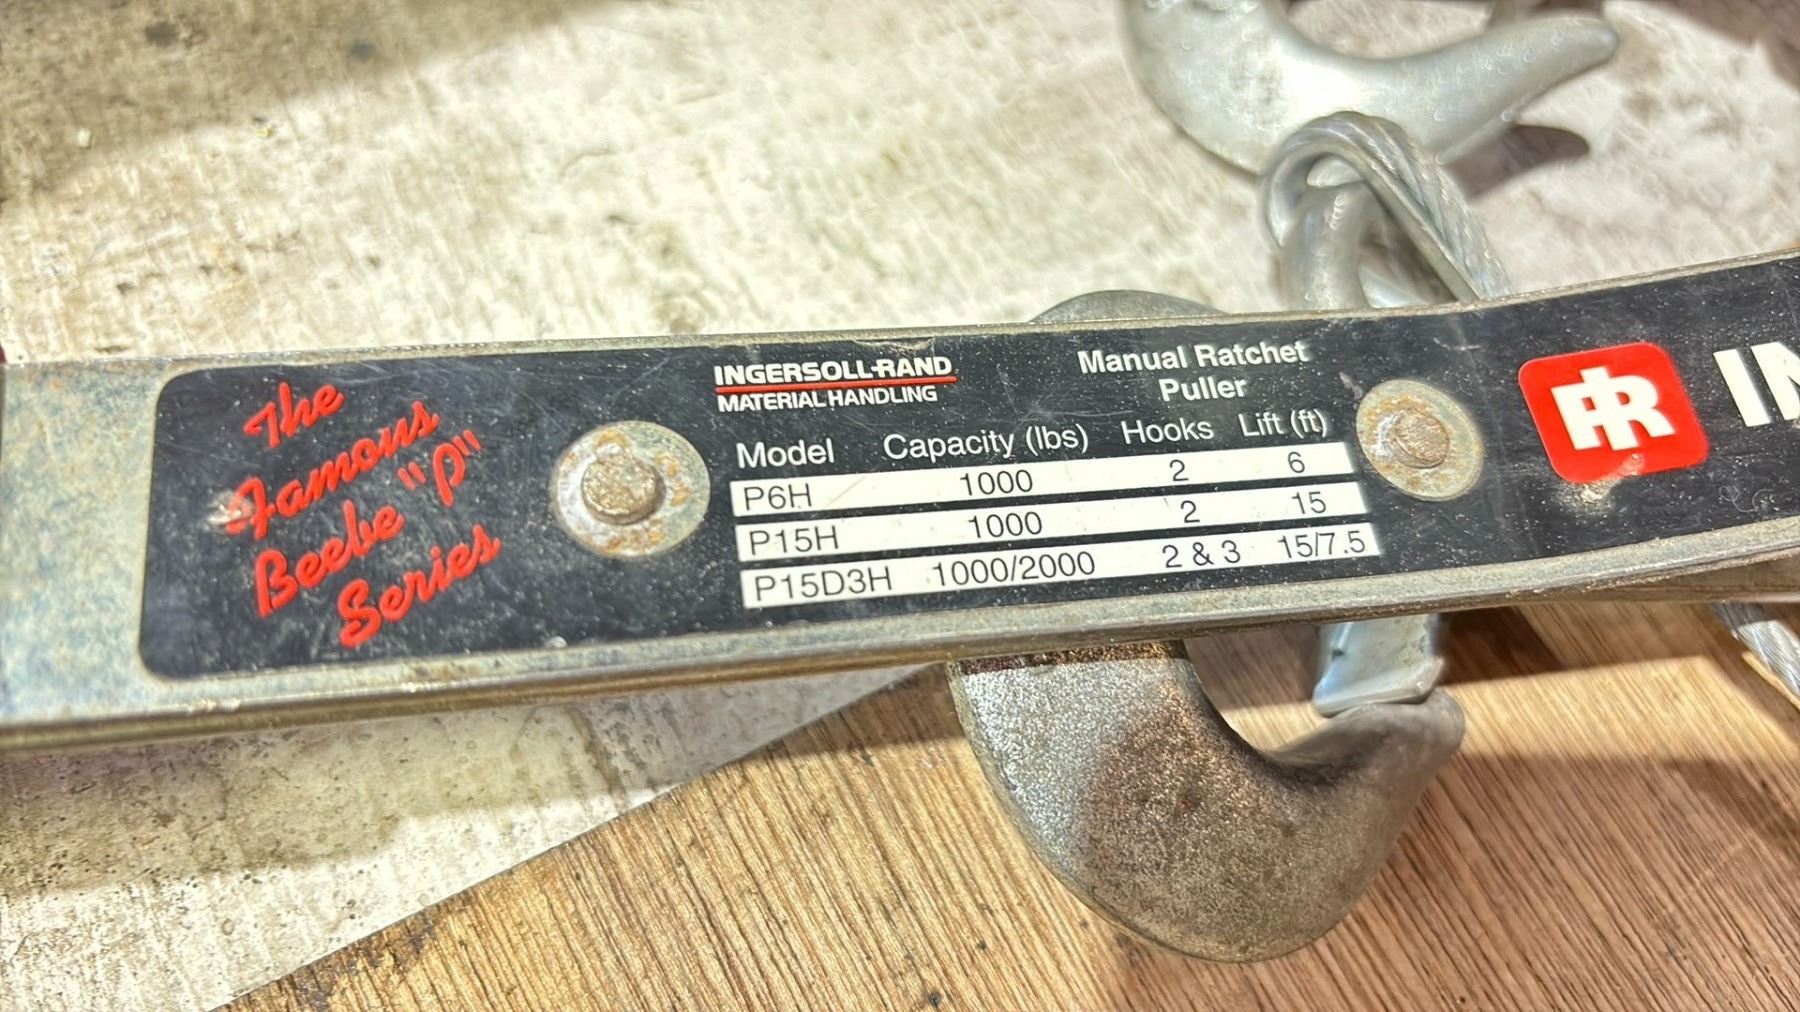 The
Famous
Beebe "P"
Series
INGERSOLL-RAND
MATERIAL HANDLING
Manual Ratchet
Puller
Model Capacity (lbs) Hooks Lift (ft)
P6H 1000 2 6
P15H 1000 2 15
P15D3H 1000/2000 2 & 3 15/7.5
IR